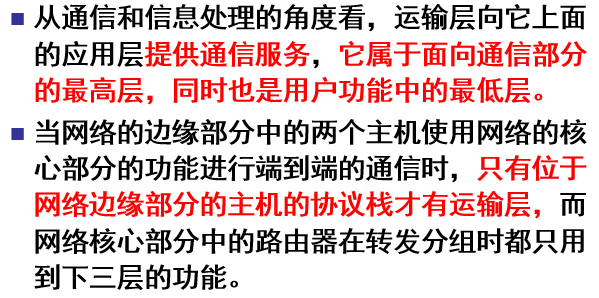 从通信和信息处理的角度看，运输层向它上面
的应用层提供通信服务，它属于面向通信部分
的最高层，同时也是用户功能中的最低层。
当网络的边缘部分中的两个主机使用网络的核
心部分的功能进行端到端的通信时，只有位于
网络边缘部分的主机的协议栈才有运输层，而
网络核心部分中的路由器在转发分组时都只用
到下三层的功能。